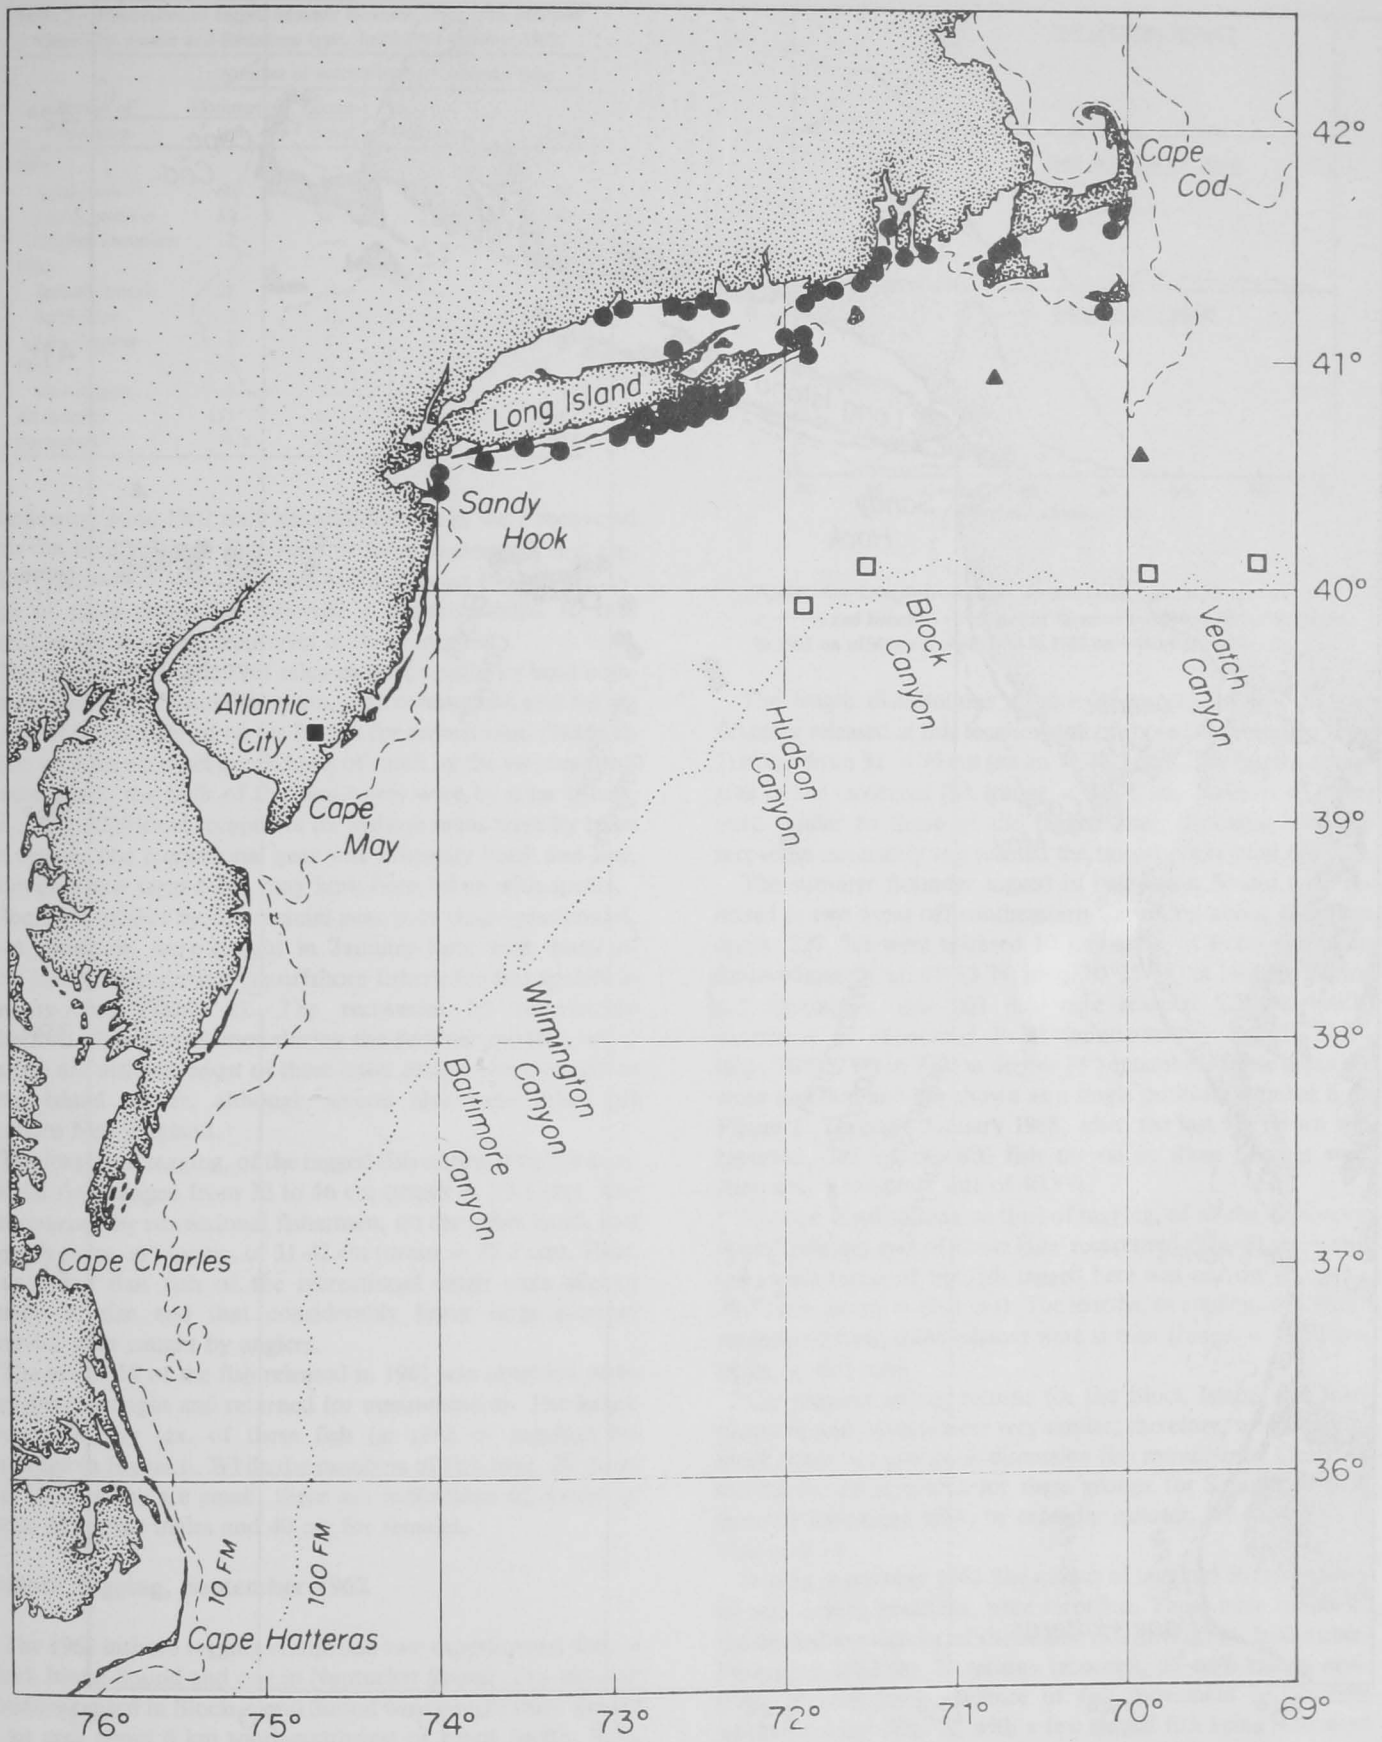 42°
Cape
Cod
41°
Long Island
Sandy
Hook
40°
Block
Canyon
Veatch
Canyon
Atlantic
City
Hudson
Canyon
Cape
May
39°
Wilmington
Canyon
38°
Baltimore
Canyon
Cape Charles
37°
36°
10 FM
100 FM
Cape Hatteras
76°
75°
74°
73°
72°
71°
70°
69°